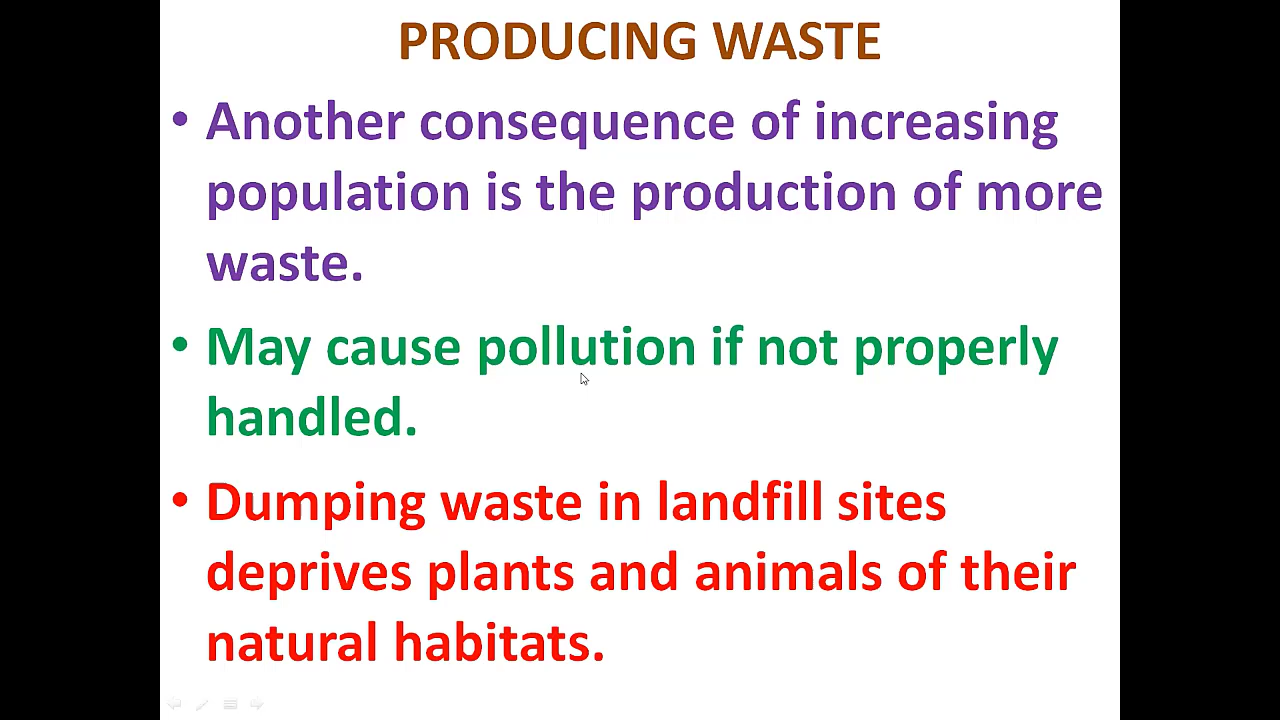 PRODUCING WASTE
• Another consequence of increasing
population is the production of more
waste.
• May cause pollution if not properly
handled.
• Dumping waste in landfill sites
deprives plants and animals of their
natural habitats.